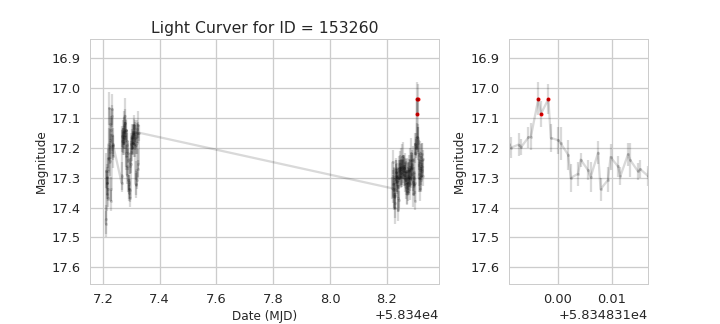 Light Curver for ID = 153260
Magnitude
16.9
17.0
17.1
17.2
17.3
17.4
17.5
17.6
7.2 7.4 7.6 7.8 8.0 8.2
Date (MJD)
+5.834e4
Magnitude
16.9
17.0
17.1
17.2
17.3
17.4
17.5
17.6
0.00 0.01
+5.834831e4